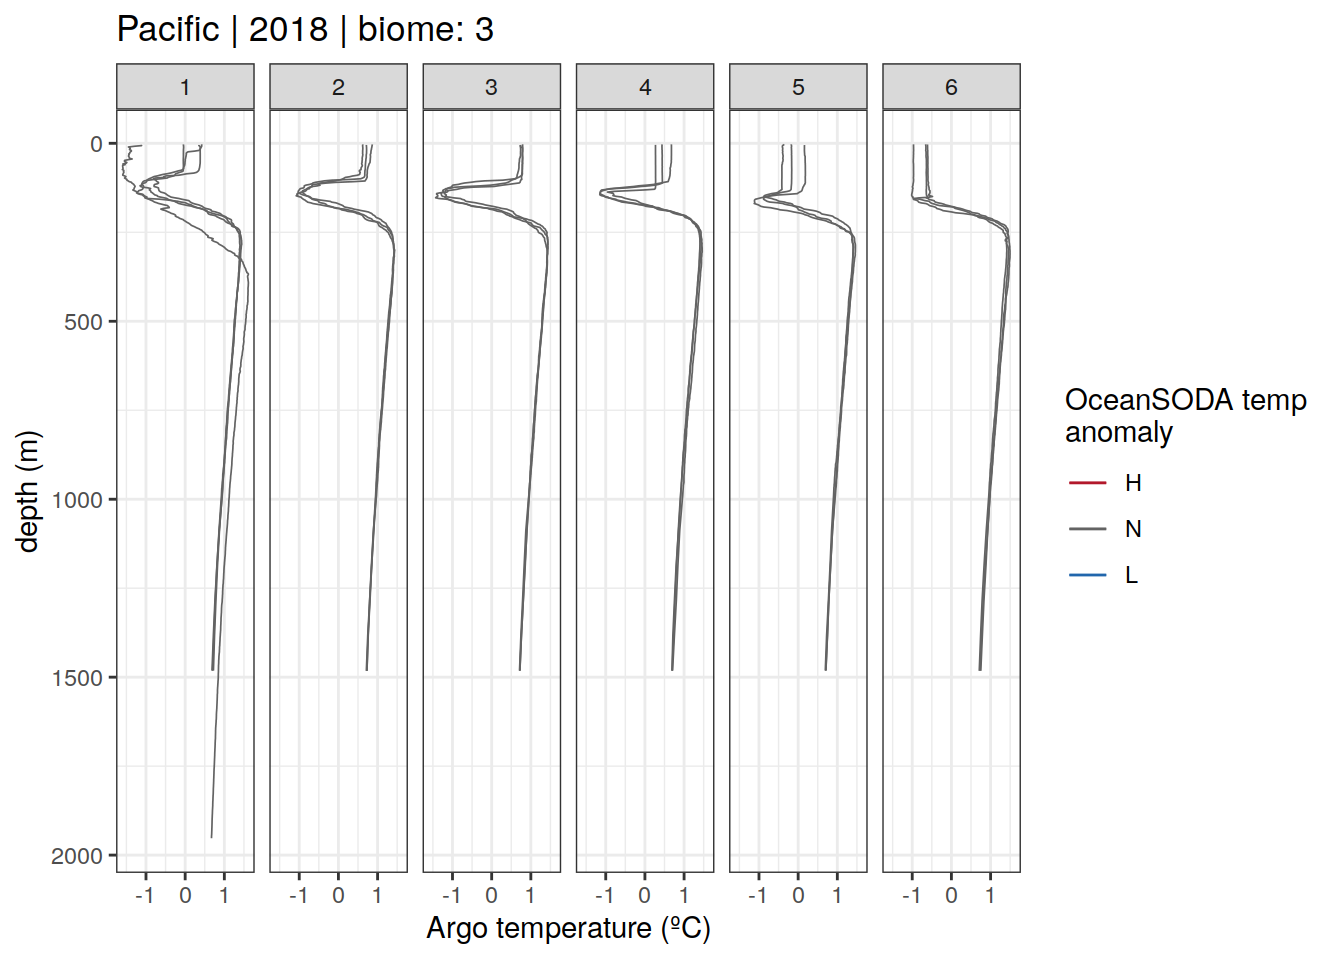 Pacific | 2018 | biome: 3
1 2 3 4 5 6
0
500
1000
1500
2000
depth (m)
-1 0 1 -1 0 1 -1 0 1 -1 0 1 -1 0 1 -1 0 1
Argo temperature (ºC)
OceanSODA temp
anomaly
H
N
L